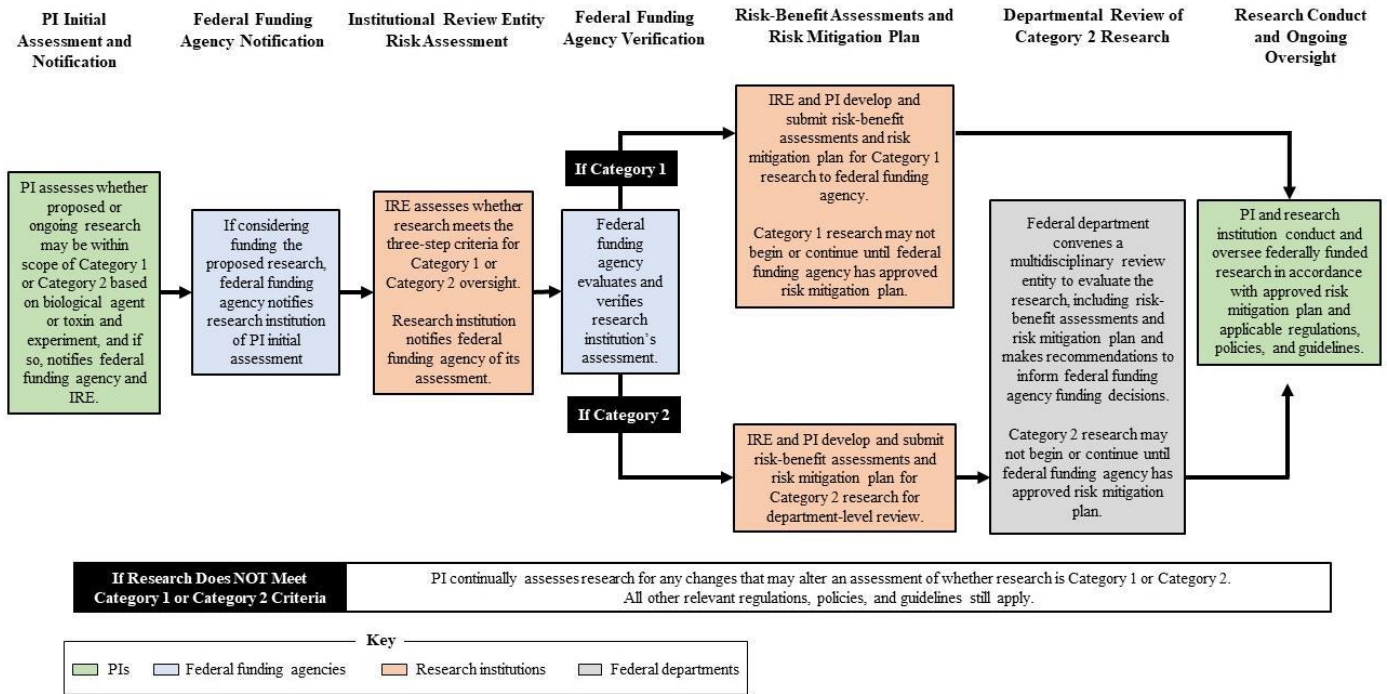 PI Initial
Assessment and
Notification
Federal Funding
Agency Notification
Institutional Review Entity
Risk Assessment
Federal Funding
Agency Verification
Risk-Benefit Assessments and
Risk Mitigation Plan
Departmental Review of
Category 2 Research
Research Conduct
and Ongoing
Oversight
PI assesses whether
proposed or
ongoing research
may be within
scope of Category 1
or Category 2 based
on biological agent
or toxin and
experiment, and if
so, notifies federal
funding agency and
IRE.
If considering
funding the
proposed research,
federal funding
agency notifies
research institution
of PI initial
assessment
IRE assesses whether
research meets the
three-step criteria for
Category 1 or
Category 2 oversight.
Research institution
notifies federal
funding agency of its
assessment.
If Category 1
Federal
funding
agency
evaluates and
verifies
research
institution's
assessment.
If Category 2
IRE and PI develop and
submit risk-benefit
assessments and risk
mitigation plan for Category 1
research to federal funding
agency.
Category 1 research may not
begin or continue until federal
funding agency has approved
risk mitigation plan.
IRE and PI develop and submit
risk-benefit assessments and
risk mitigation plan for
Category 2 research for
department-level review.
Federal department
convenes a
multidisciplinary review
entity to evaluate the
research, including risk-
benefit assessments and
risk mitigation plan and
makes recommendations to
inform federal funding
agency funding decisions.
Category 2 research may
not begin or continue until
federal funding agency has
approved risk mitigation
plan.
PI and research
institution conduct and
oversee federally funded
research in accordance
with approved risk
mitigation plan and
applicable regulations,
policies, and guidelines.
If Research Does NOT Meet
Category 1 or Category 2 Criteria
PI continually assesses research for any changes that may alter an assessment of whether research is Category 1 or Category 2.
All other relevant regulations, policies, and guidelines still apply.
Key
PIs
Federal funding agencies
Research institutions
Federal departments